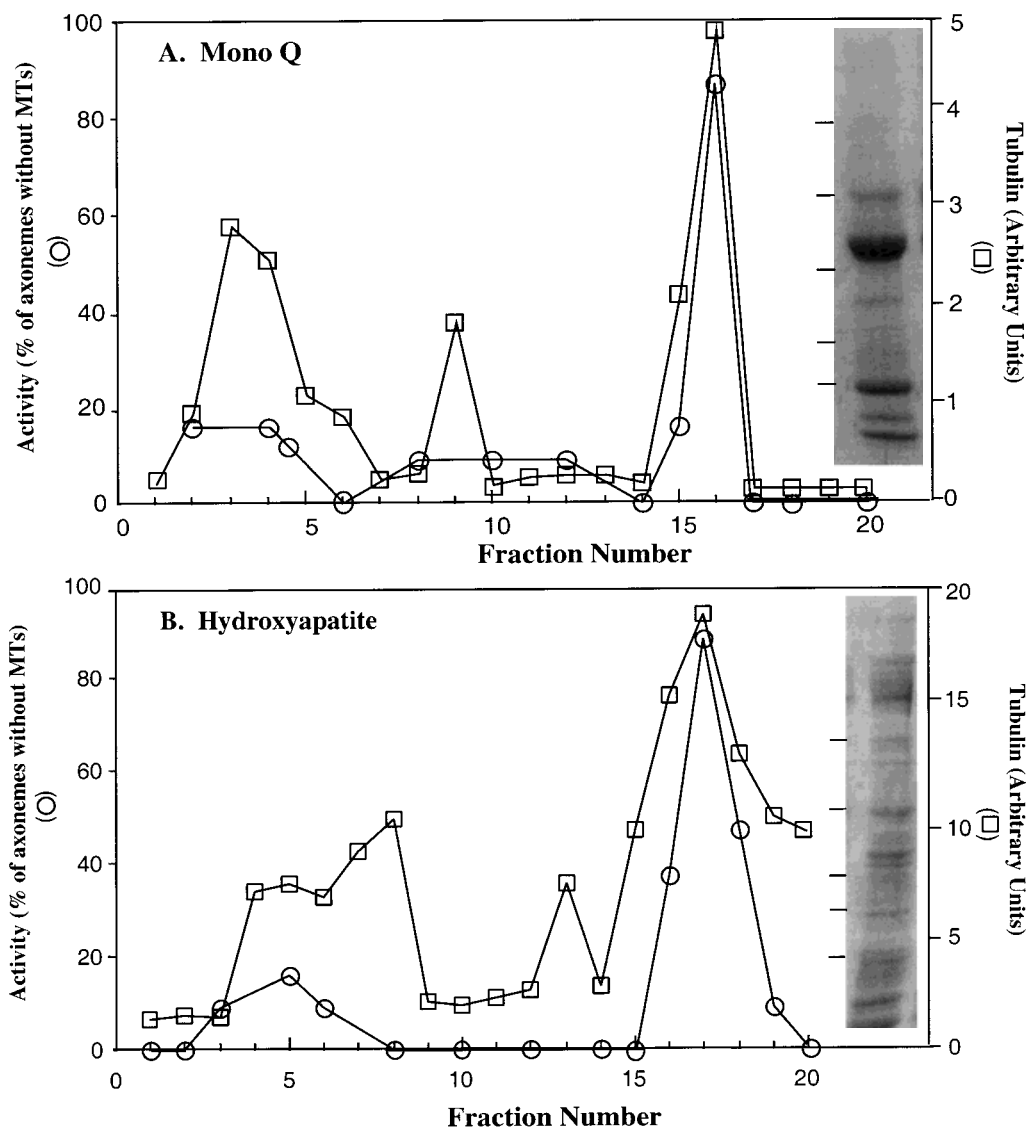 A. Mono Q
100
80
60
40
20
0
Activity (% of axonemes without MTs)
(○)
5
4
3
2
1
0
Tubulin (Arbitrary Units)
(□)
0 5 10 15 20
Fraction Number
B. Hydroxyapatite
100
80
60
40
20
0
Activity (% of axonemes without MTs)
(○)
20
15
10
5
0
Tubulin (Arbitrary Units)
(□)
0 5 10 15 20
Fraction Number